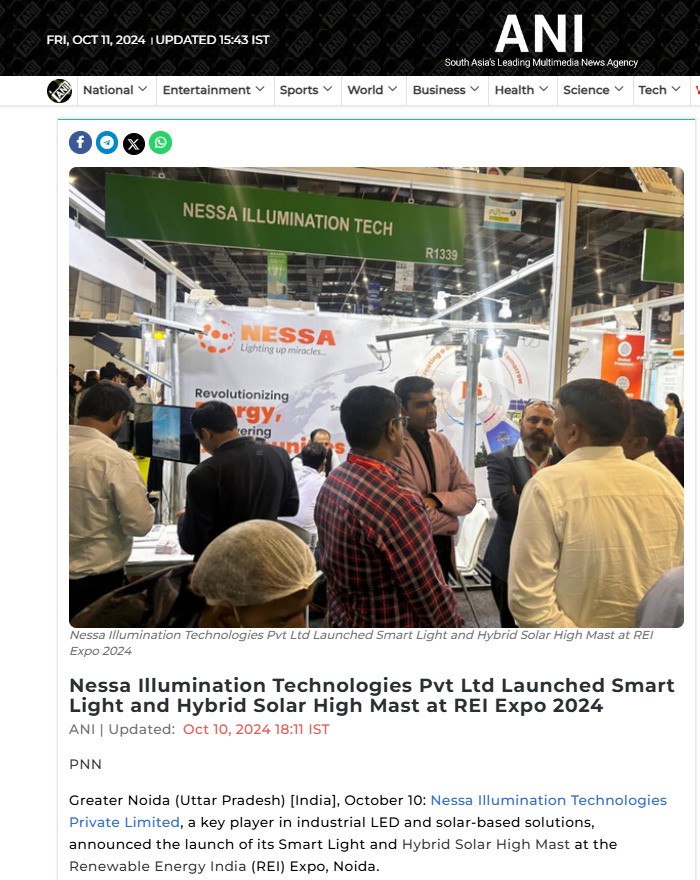 FRI, OCT 11, 2024 | UPDATED 15:43 IST
ANI
South Asia's Leading Multimedia News Agency
National
Entertainment
Sports
World
Business
Health
Science
Tech
NESSA ILLUMINATION TECH
R1339
NESSA
Lighting up miracles...
Revolutionizing
Nessa Illumination Technologies Pvt Ltd Launched Smart Light and Hybrid Solar High Mast at REI
Expo 2024
Nessa Illumination Technologies Pvt Ltd Launched Smart
Light and Hybrid Solar High Mast at REI Expo 2024
ANI | Updated: Oct 10, 2024 18:11 IST
PNN
Greater Noida (Uttar Pradesh) [India], October 10: Nessa Illumination Technologies
Private Limited, a key player in industrial LED and solar-based solutions,
announced the launch of its Smart Light and Hybrid Solar High Mast at the
Renewable Energy India (REI) Expo, Noida.